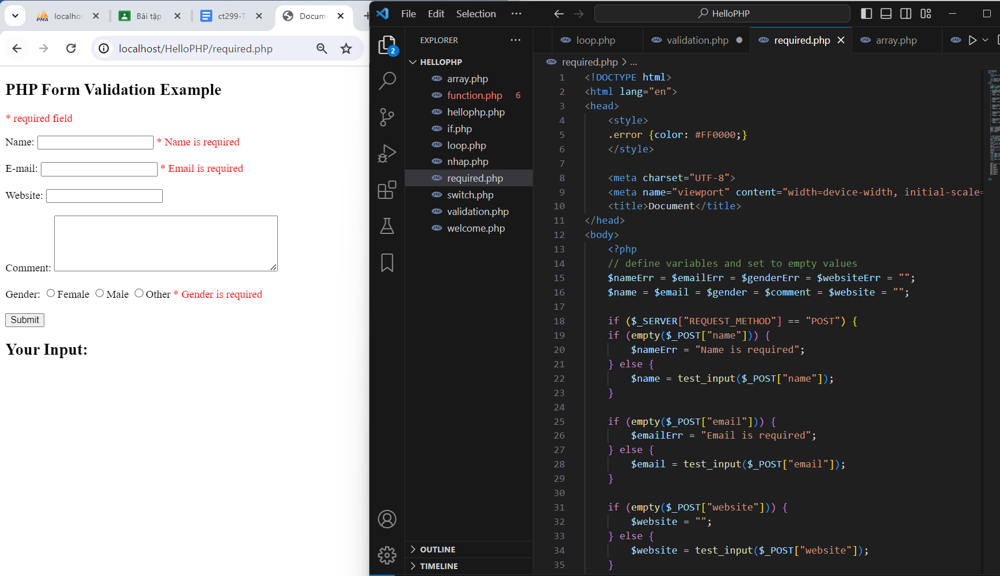 localhos
Bài tập
ct299-T
Docum
localhost/HelloPHP/required.php
PHP Form Validation Example
* required field
Name: * Name is required
E-mail: * Email is required
Website:
Comment:
Gender: Female Male Other * Gender is required
Submit
Your Input:
File Edit Selection ...
HelloPHP
EXPLORER ...
loop.php
validation.php
required.php
array.php
2
HELLOPHP
array.php
function.php 6
hellophp.php
if.php
loop.php
nhap.php
required.php
switch.php
validation.php
welcome.php
OUTLINE
TIMELINE
required.php > ...
1 <!DOCTYPE html>
2 <html lang="en">
3 <head>
4 <style>
5 .error {color: #FF0000;}
6 </style>
7
8 <meta charset="UTF-8">
9 <meta name="viewport" content="width=device-width, initial-scale=
10 <title>Document</title>
11 </head>
12 <body>
13 <?php
14 // define variables and set to empty values
15 $nameErr = $emailErr = $genderErr = $websiteErr = "";
16 $name = $email = $gender = $comment = $website = "";
17
18 if ($_SERVER["REQUEST_METHOD"] == "POST") {
19 if (empty($_POST["name"])) {
20 $nameErr = "Name is required";
21 } else {
22 $name = test_input($_POST["name"]);
23 }
24
25 if (empty($_POST["email"])) {
26 $emailErr = "Email is required";
27 } else {
28 $email = test_input($_POST["email"]);
29 }
30
31 if (empty($_POST["website"])) {
32 $website = "";
33 } else {
34 $website = test_input($_POST["website"]);
35 }